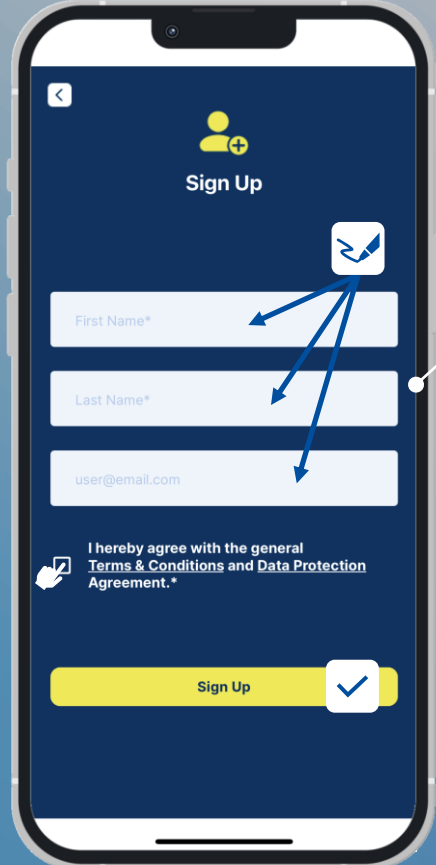 Sign Up
First Name*
Last Name*
user@email.com
I hereby agree with the general
Terms & Conditions and Data Protection
Agreement.*
Sign Up